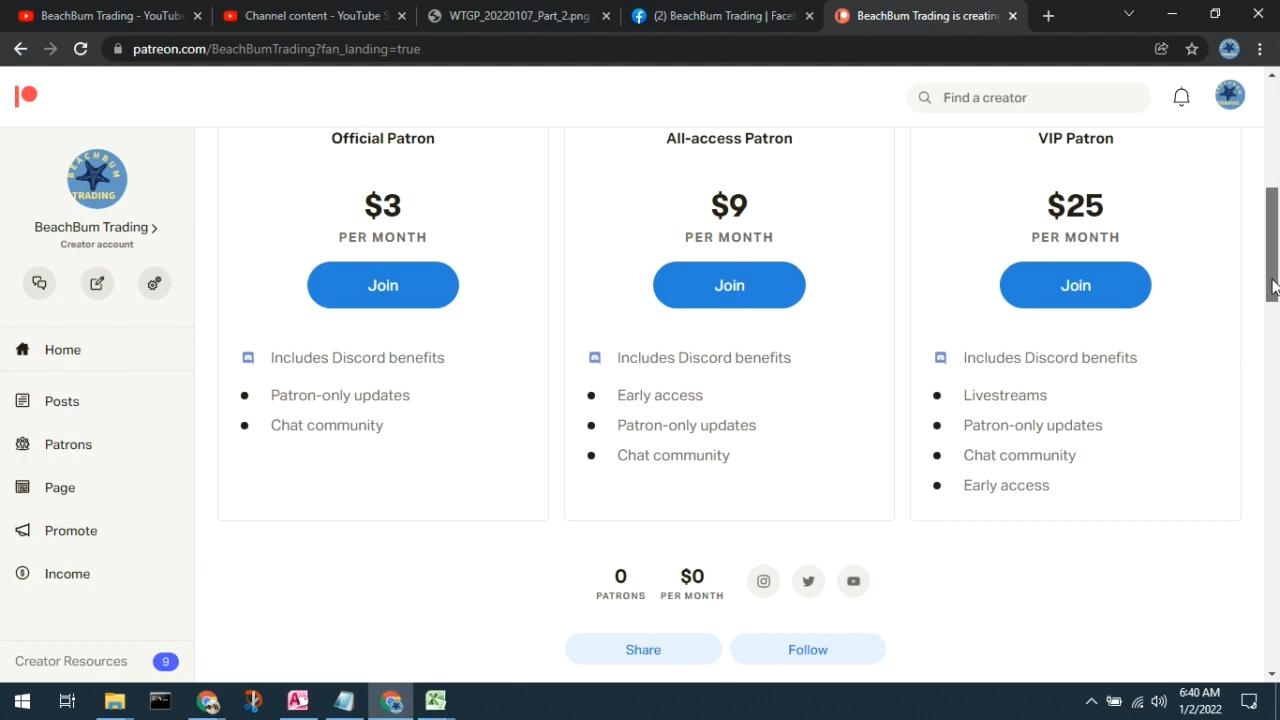 BeachBum Trading - YouTube
Channel content - YouTube S
WTGP_20220107_Part_2.png
(2) BeachBum Trading | Face
BeachBum Trading is creating
patreon.com/BeachBumTrading?fan_landing=true
Find a creator
BEACHBUM
TRADING
BeachBum Trading
Creator account
Home
Posts
Patrons
Page
Promote
Income
Creator Resources
9
Official Patron
$3
PER MONTH
Join
Includes Discord benefits
Patron-only updates
Chat community
All-access Patron
$9
PER MONTH
Join
Includes Discord benefits
Early access
Patron-only updates
Chat community
VIP Patron
$25
PER MONTH
Join
Includes Discord benefits
Livestreams
Patron-only updates
Chat community
Early access
0
PATRONS
$0
PER MONTH
Share
Follow
6:40 AM
1/2/2022